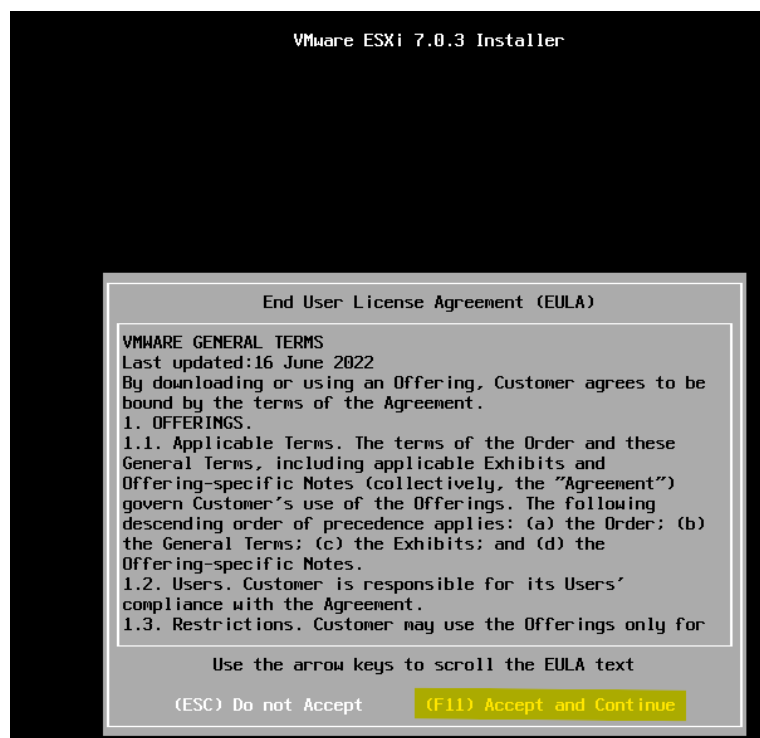 VMware ESXi 7.0.3 Installer
End User License Agreement (EULA)
VMWARE GENERAL TERMS
Last updated:16 June 2022
By downloading or using an Offering, Customer agrees to be
bound by the terms of the Agreement.
1. OFFERINGS.
1.1. Applicable Terms. The terms of the Order and these
General Terms, including applicable Exhibits and
Offering-specific Notes (collectively, the "Agreement")
govern Customer's use of the Offerings. The following
descending order of precedence applies: (a) the Order; (b)
the General Terms; (c) the Exhibits; and (d) the
Offering-specific Notes.
1.2. Users. Customer is responsible for its Users'
compliance with the Agreement.
1.3. Restrictions. Customer may use the Offerings only for
Use the arrow keys to scroll the EULA text
(ESC) Do not Accept (F11) Accept and Continue